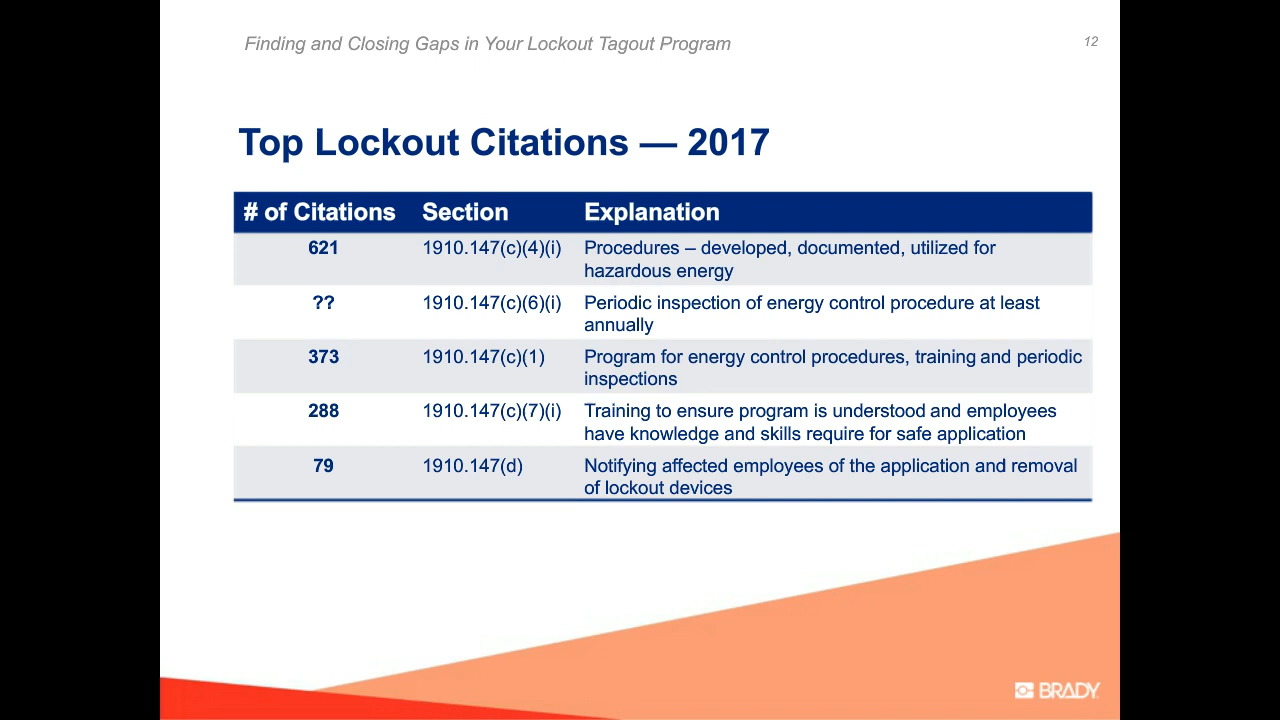 Finding and Closing Gaps in Your Lockout Tagout Program 12
Top Lockout Citations — 2017
# of Citations Section Explanation
621 1910.147(c)(4)(i) Procedures – developed, documented, utilized for
hazardous energy
?? 1910.147(c)(6)(i) Periodic inspection of energy control procedure at least
annually
373 1910.147(c)(1) Program for energy control procedures, training and periodic
inspections
288 1910.147(c)(7)(i) Training to ensure program is understood and employees
have knowledge and skills require for safe application
79 1910.147(d) Notifying affected employees of the application and removal
of lockout devices
BRADY